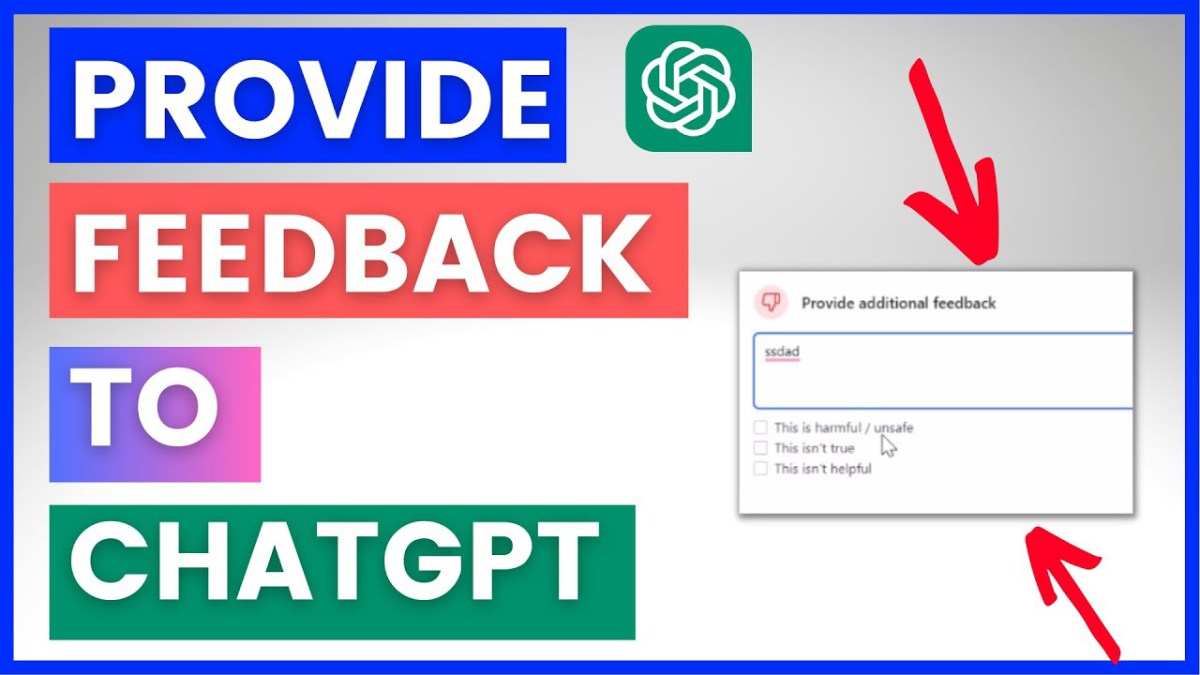 PROVIDE
FEEDBACK
TO
CHATGPT
Provide additional feedback
ssdad
This is harmful / unsafe
This isn't true
This isn't helpful